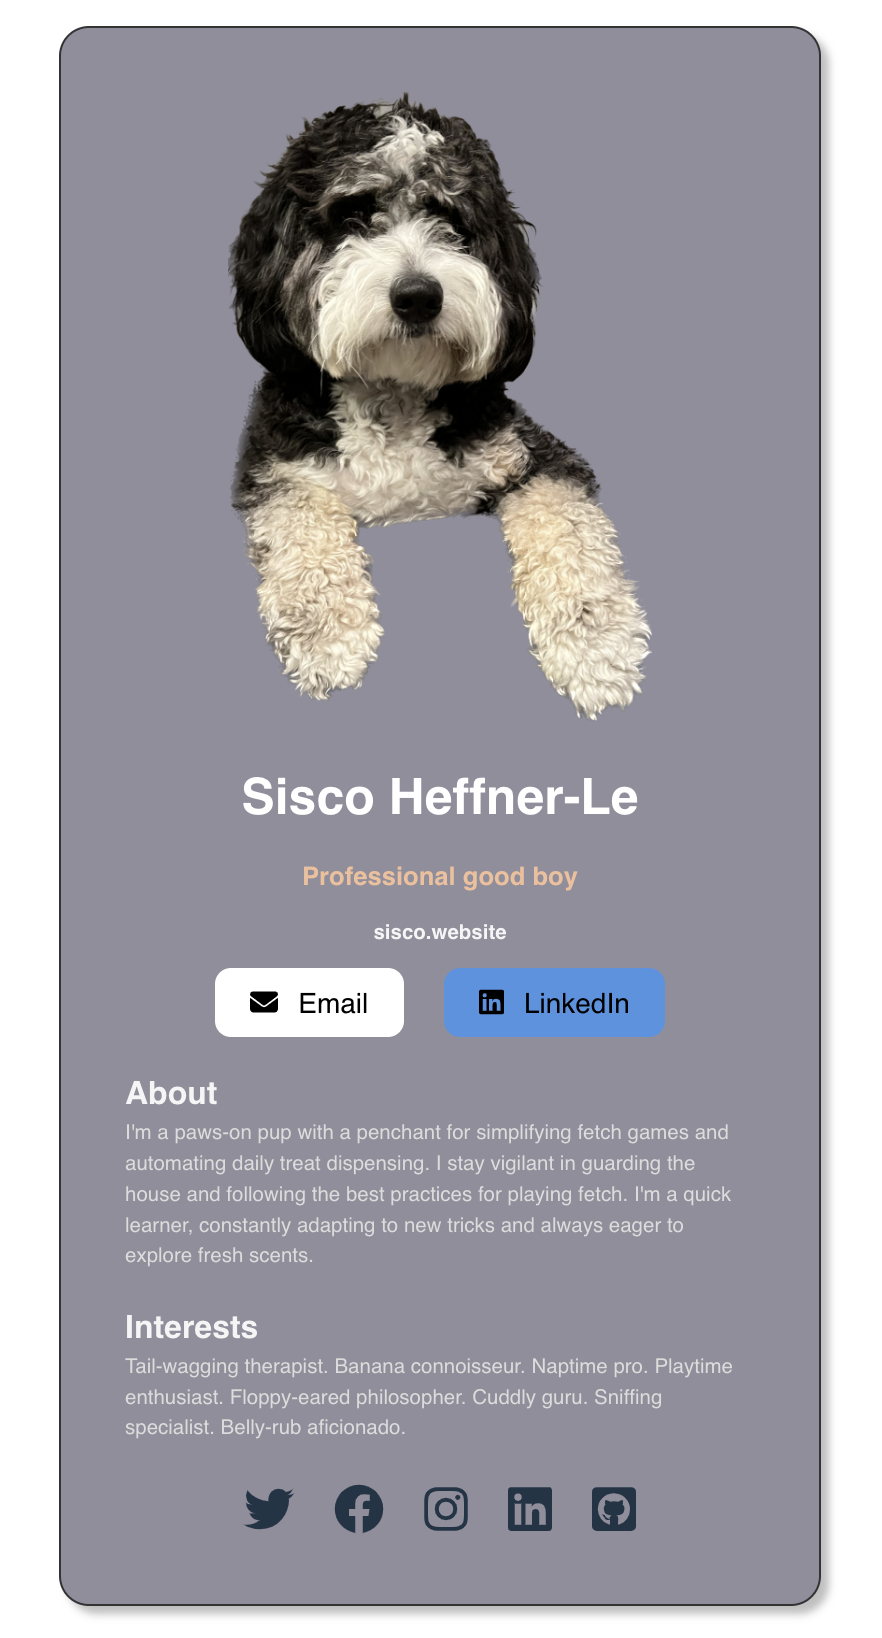 Sisco Heffner-Le
Professional good boy
sisco.website
Email
LinkedIn
About
I'm a paws-on pup with a penchant for simplifying fetch games and
automating daily treat dispensing. I stay vigilant in guarding the
house and following the best practices for playing fetch. I'm a quick
learner, constantly adapting to new tricks and always eager to
explore fresh scents.
Interests
Tail-wagging therapist. Banana connoisseur. Naptime pro. Playtime
enthusiast. Floppy-eared philosopher. Cuddly guru. Sniffing
specialist. Belly-rub aficionado.